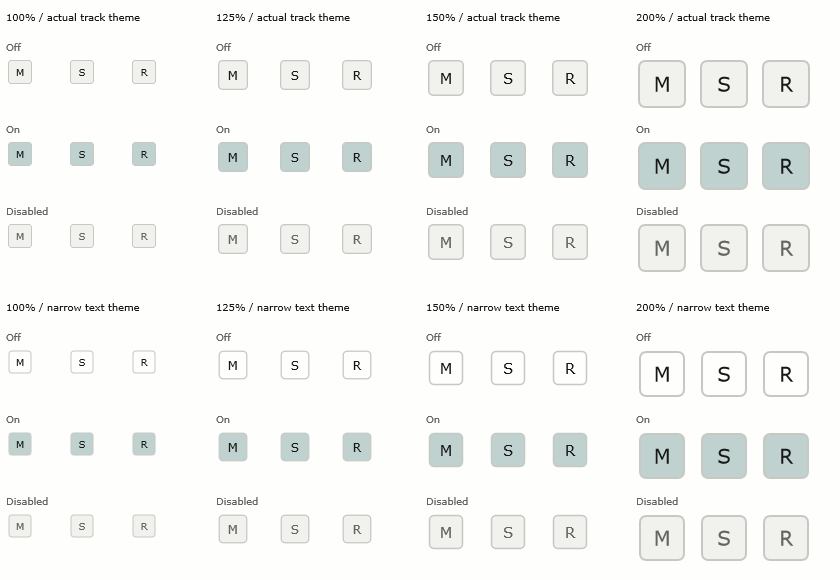 100% / actual track theme 125% / actual track theme 150% / actual track theme 200% / actual track theme
Off Off Off Off
M S R M S R M S R M S R
On On On On
M S R M S R M S R M S R
Disabled Disabled Disabled Disabled
M S R M S R M S R M S R
100% / narrow text theme 125% / narrow text theme 150% / narrow text theme 200% / narrow text theme
Off Off Off Off
M S R M S R M S R M S R
On On On On
M S R M S R M S R M S R
Disabled Disabled Disabled Disabled
M S R M S R M S R M S R